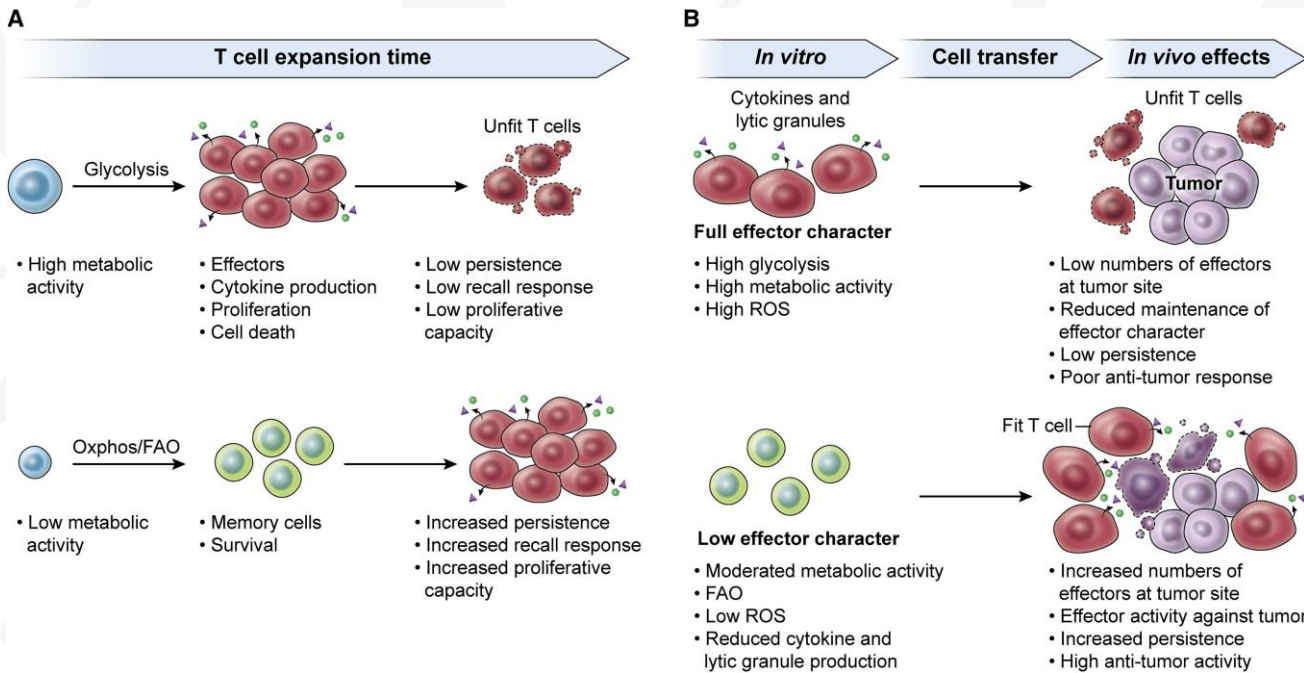 A
T cell expansion time
Glycolysis
Unfit T cells
• High metabolic
activity
• Effectors
• Cytokine production
• Proliferation
• Cell death
• Low persistence
• Low recall response
• Low proliferative
capacity
Oxphos/FAO
• Low metabolic
activity
• Memory cells
• Survival
• Increased persistence
• Increased recall response
• Increased proliferative
capacity
B
In vitro
Cell transfer
In vivo effects
Cytokines and
lytic granules
Unfit T cells
Tumor
Full effector character
• High glycolysis
• High metabolic activity
• High ROS
• Low numbers of effectors
at tumor site
• Reduced maintenance of
effector character
• Low persistence
• Poor anti-tumor response
Fit T cell
Low effector character
• Moderated metabolic activity
• FAO
• Low ROS
• Reduced cytokine and
lytic granule production
• Increased numbers of
effectors at tumor site
• Effector activity against tumor
• Increased persistence
• High anti-tumor activity